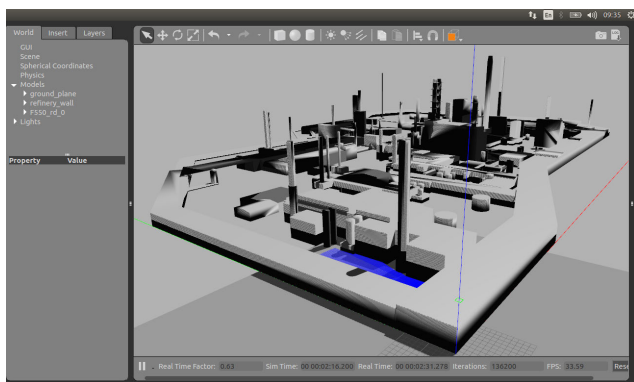 En 09:35
World Insert Layers
GUI
Scene
Spherical Coordinates
Physics
Models
ground_plane
refinery_wall
F550_rd_0
Lights
Property Value
Real Time Factor: 0.63 Sim Time: 00 00:02:16.200 Real Time: 00 00:02:31.278 Iterations: 136200 FPS: 33.59 Rese